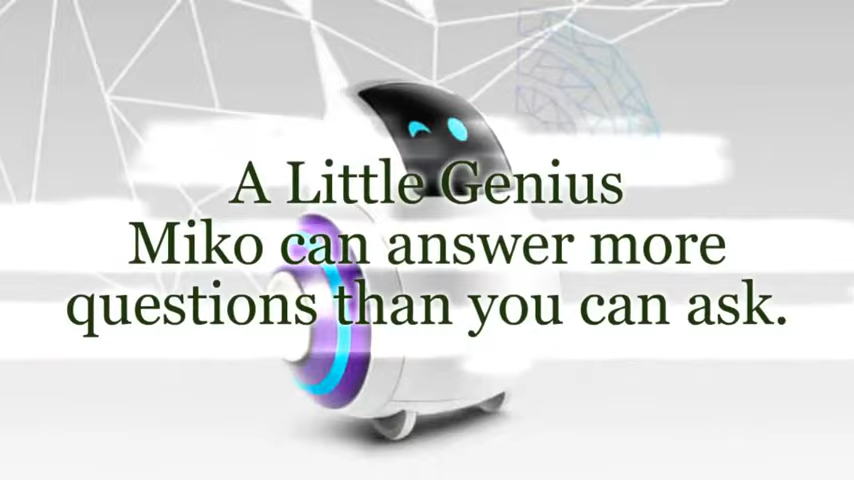 A Little Genius
Miko can answer more
questions than you can ask.